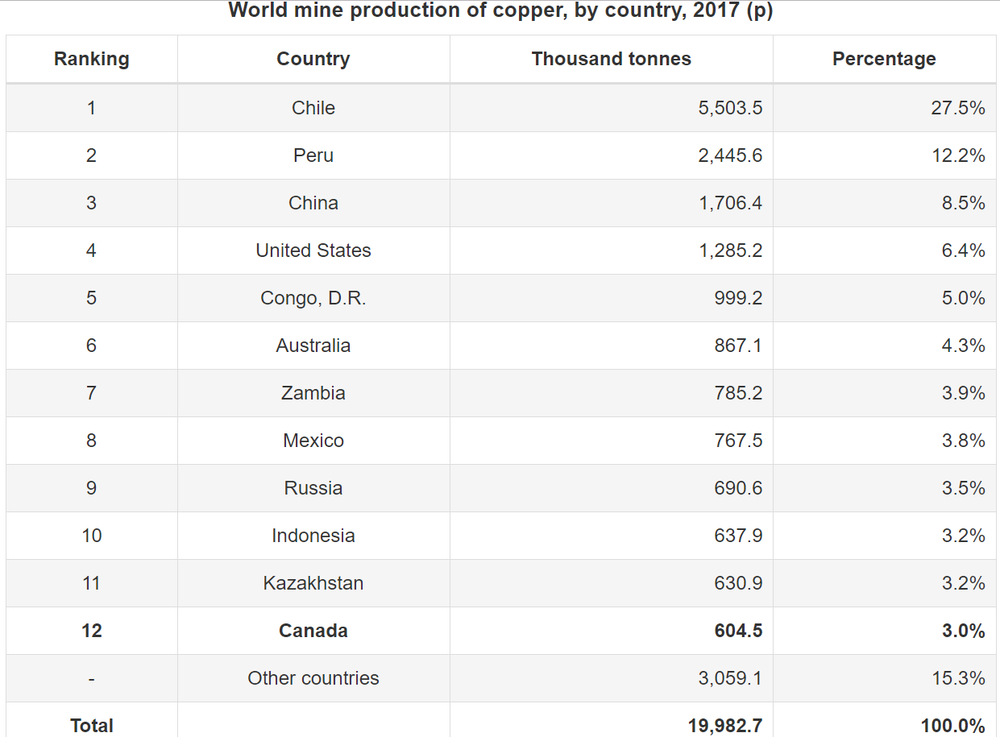 World mine production of copper, by country, 2017 (p)
Ranking Country Thousand tonnes Percentage
1 Chile 5,503.5 27.5%
2 Peru 2,445.6 12.2%
3 China 1,706.4 8.5%
4 United States 1,285.2 6.4%
5 Congo, D.R. 999.2 5.0%
6 Australia 867.1 4.3%
7 Zambia 785.2 3.9%
8 Mexico 767.5 3.8%
9 Russia 690.6 3.5%
10 Indonesia 637.9 3.2%
11 Kazakhstan 630.9 3.2%
12 Canada 604.5 3.0%
- Other countries 3,059.1 15.3%
Total 19,982.7 100.0%